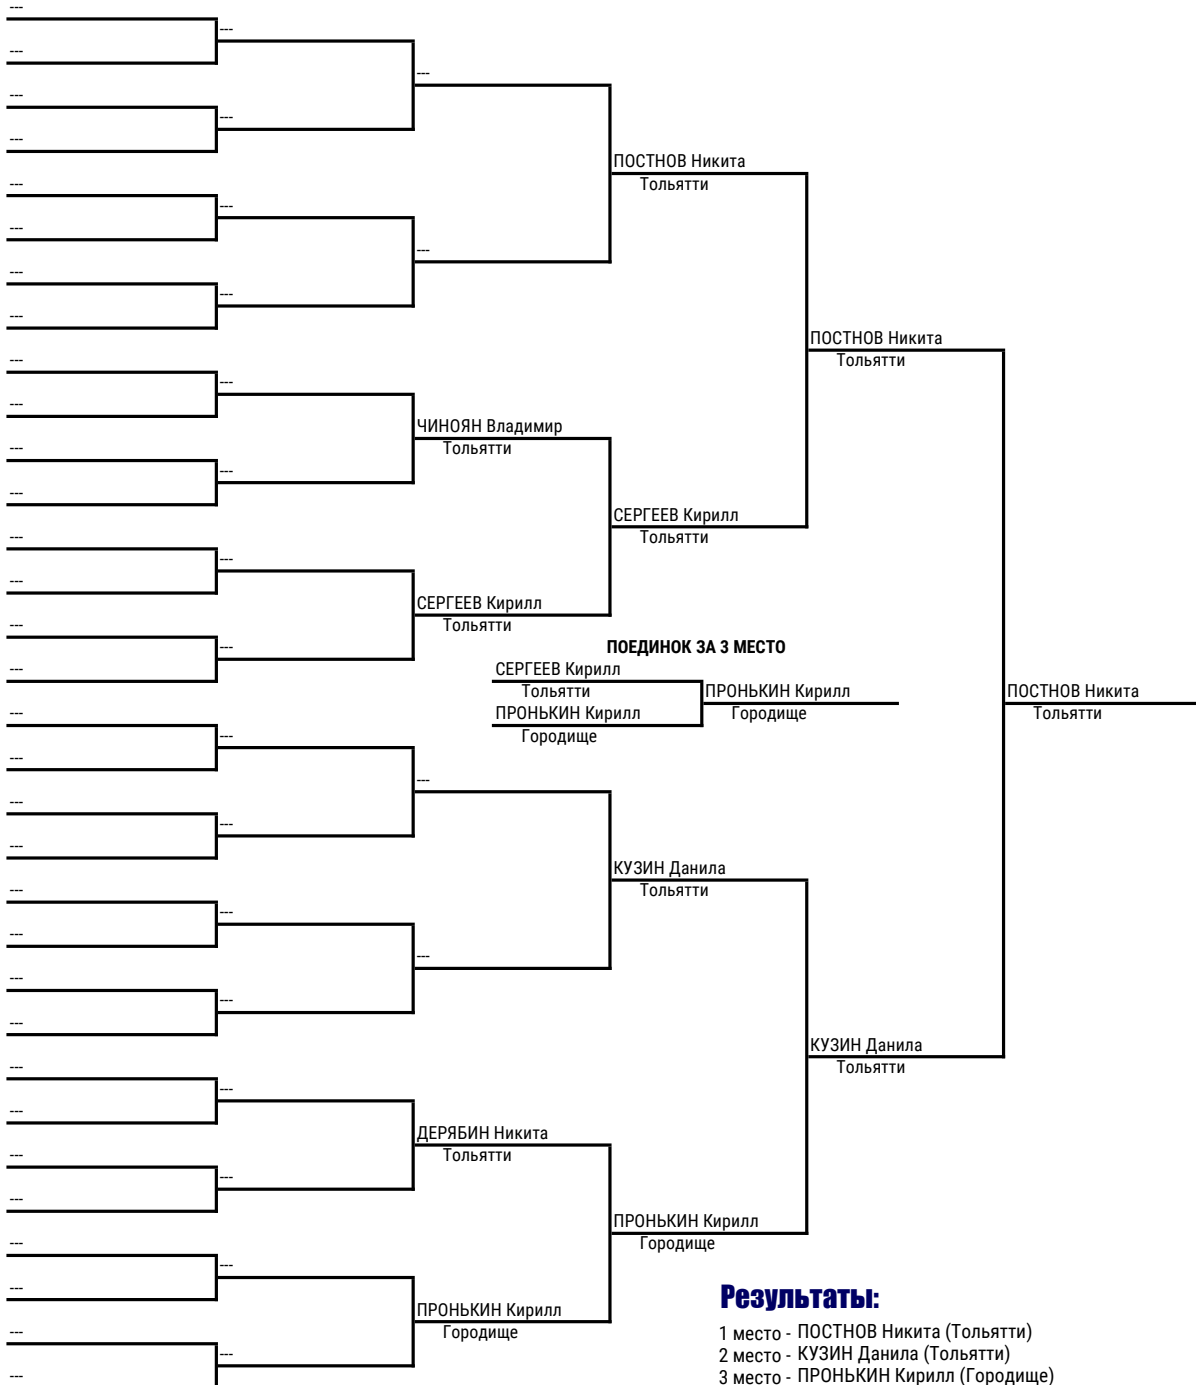 ---
---
---
---
---
---
---
---
---
---
---
ПОСТНОВ Никита
Тольятти
---
---
---
---
---
---
---
ПОСТНОВ Никита
Тольятти
---
---
---
ЧИНОЯН Владимир
Тольятти
---
---
---
СЕРГЕЕВ Кирилл
Тольятти
---
---
---
СЕРГЕЕВ Кирилл
Тольятти
---
---
---
ПОЕДИНОК ЗА 3 МЕСТО
СЕРГЕЕВ Кирилл
Тольятти
ПРОНЬКИН Кирилл
Городище
ПРОНЬКИН Кирилл
Городище
ПОСТНОВ Никита
Тольятти
---
---
---
---
---
---
---
КУЗИН Данила
Тольятти
---
---
---
---
---
---
---
КУЗИН Данила
Тольятти
---
---
---
ДЕРЯБИН Никита
Тольятти
---
---
---
ПРОНЬКИН Кирилл
Городище
---
---
---
ПРОНЬКИН Кирилл
Городище
---
---
---
Результаты:
1 место - ПОСТНОВ Никита (Тольятти)
2 место - КУЗИН Данила (Тольятти)
3 место - ПРОНЬКИН Кирилл (Городище)